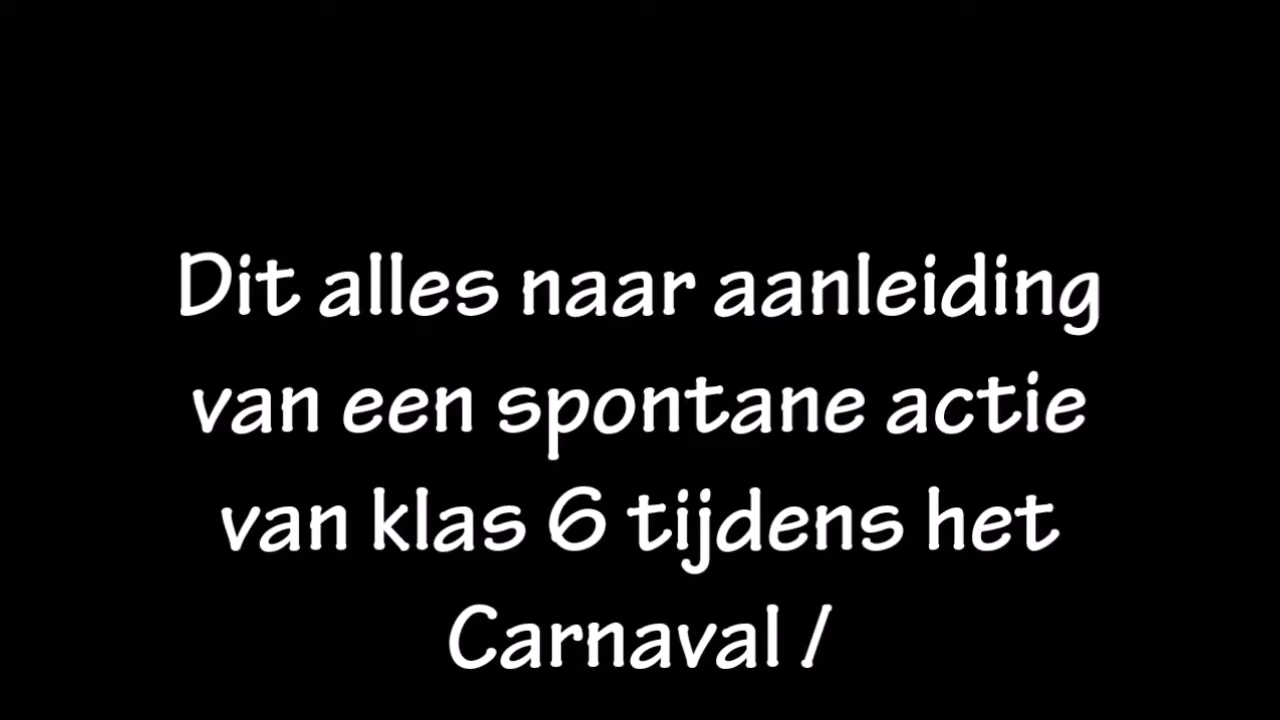 Dit alles naar aanleiding
van een spontane actie
van klas 6 tijdens het
Carnaval /